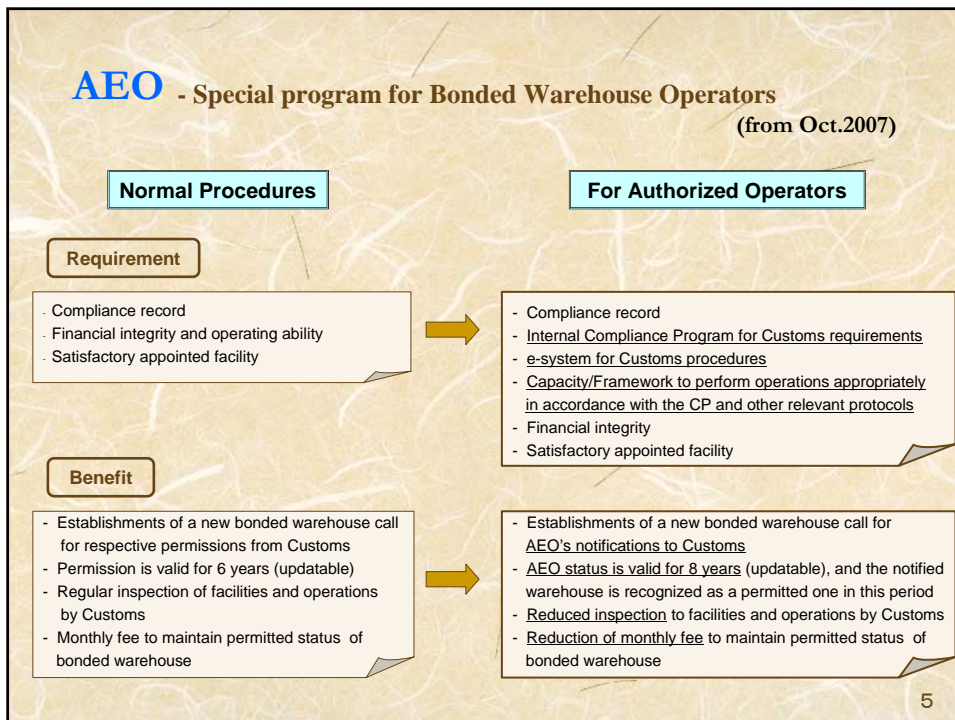 AEO - Special program for Bonded Warehouse Operators
(from Oct.2007)
Normal Procedures
For Authorized Operators
Requirement
- Compliance record
- Financial integrity and operating ability
- Satisfactory appointed facility
- Compliance record
- Internal Compliance Program for Customs requirements
- e-system for Customs procedures
- Capacity/Framework to perform operations appropriately
in accordance with the CP and other relevant protocols
- Financial integrity
- Satisfactory appointed facility
Benefit
- Establishments of a new bonded warehouse call
for respective permissions from Customs
- Permission is valid for 6 years (updatable)
- Regular inspection of facilities and operations
by Customs
- Monthly fee to maintain permitted status of
bonded warehouse
- Establishments of a new bonded warehouse call for
AEO's notifications to Customs
- AEO status is valid for 8 years (updatable), and the notified
warehouse is recognized as a permitted one in this period
- Reduced inspection to facilities and operations by Customs
- Reduction of monthly fee to maintain permitted status of
bonded warehouse
5